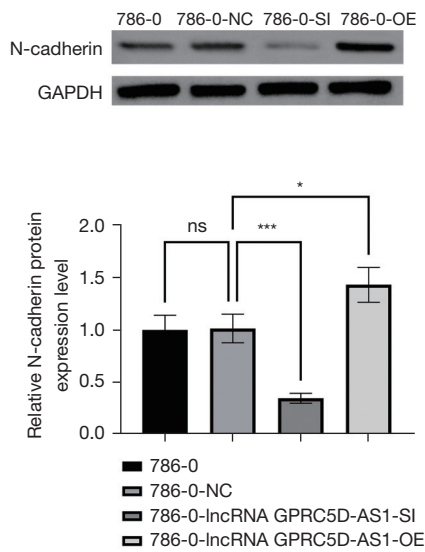 786-0 786-0-NC 786-0-SI 786-0-OE
N-cadherin
GAPDH
Relative N-cadherin protein
expression level
2.0
1.5
1.0
0.5
0.0
ns
***
*
786-0
786-0-NC
786-0-lncRNA GPRC5D-AS1-SI
786-0-lncRNA GPRC5D-AS1-OE